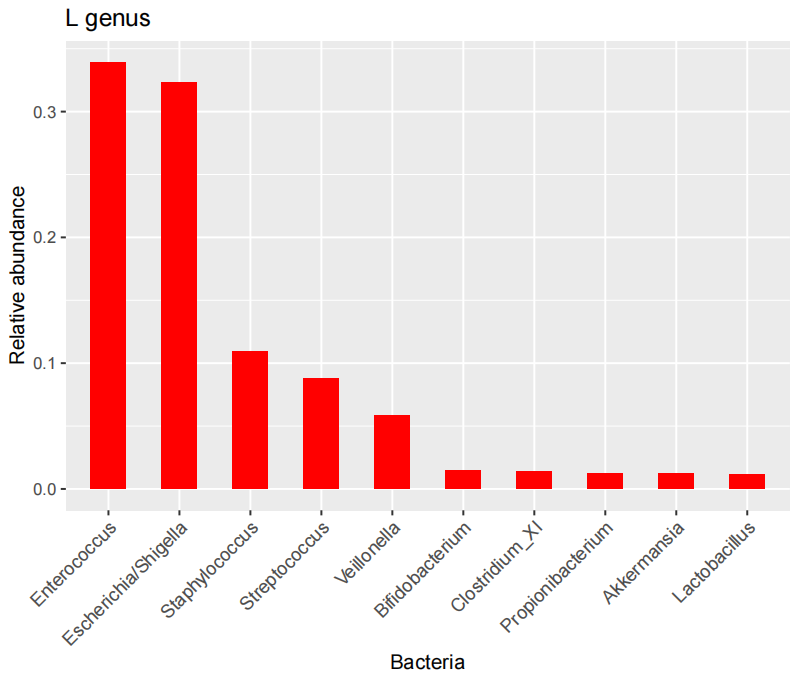 L genus
Relative abundance
0.3
0.2
0.1
0.0
Enterococcus
Escherichia/Shigella
Staphylococcus
Streptococcus
Veillonella
Bifidobacterium
Clostridium_XI
Propionibacterium
Akkermansia
Lactobacillus
Bacteria